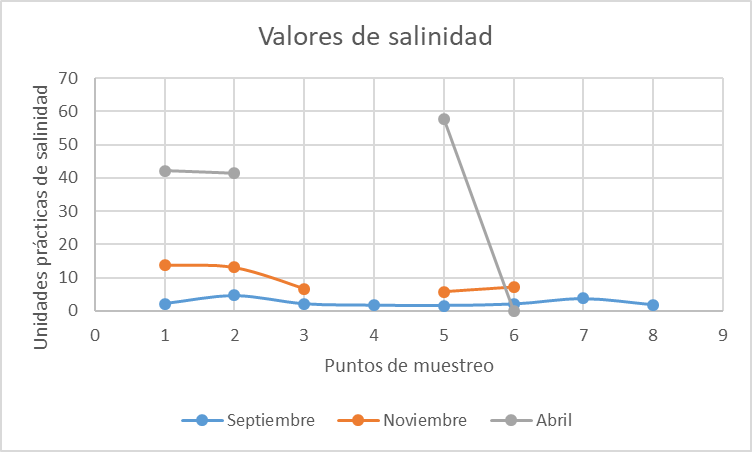 Valores de salinidad
Unidades prácticas de salinidad
70
60
50
40
30
20
10
0
0 1 2 3 4 5 6 7 8 9
Puntos de muestreo
Septiembre Noviembre Abril